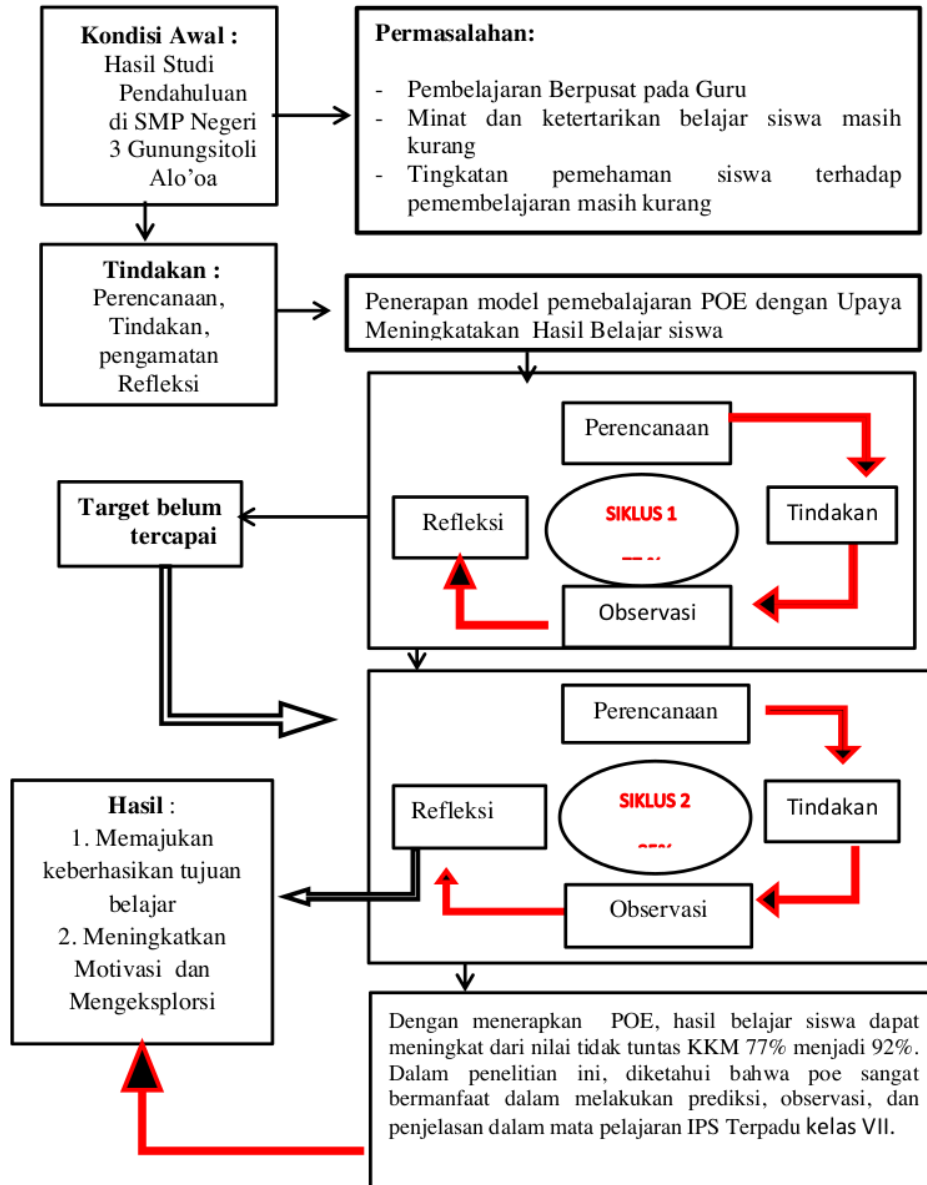 Kondisi Awal :
Hasil Studi
Pendahuluan
di SMP Negeri
3 Gunungsitoli
Alo'oa
Permasalahan:
- Pembelajaran Berpusat pada Guru
- Minat dan ketertarikan belajar siswa masih
kurang
- Tingkatan pemehaman siswa terhadap
pemembelajaran masih kurang
Tindakan :
Perencanaan,
Tindakan,
pengamatan
Refleksi
Penerapan model pemebalajaran POE dengan Upaya
Meningkatakan Hasil Belajar siswa
Perencanaan
Refleksi
SIKLUS 1
Tindakan
Observasi
Target belum
tercapai
Perencanaan
Refleksi
SIKLUS 2
Tindakan
Observasi
Hasil :
1. Memajukan
keberhasikan tujuan
belajar
2. Meningkatkan
Motivasi dan
Mengeksplorsi
Dengan menerapkan POE, hasil belajar siswa dapat
meningkat dari nilai tidak tuntas KKM 77% menjadi 92%.
Dalam penelitian ini, diketahui bahwa poe sangat
bermanfaat dalam melakukan prediksi, observasi, dan
penjelasan dalam mata pelajaran IPS Terpadu kelas VII.